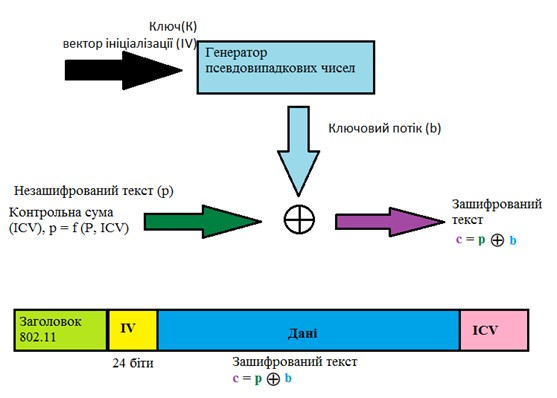 Ключ(К)
вектор ініціалізації (IV)
Генератор
псевдовипадкових чисел
Ключовий потік (b)
Незашифрований текст (р)
Контрольна сума
(ICV), p = f (P, ICV)
Зашифрований
текст
c = p ⊕ b
Заголовок
802.11
IV
Дані
ICV
24 біти
Зашифрований текст
c = p ⊕ b